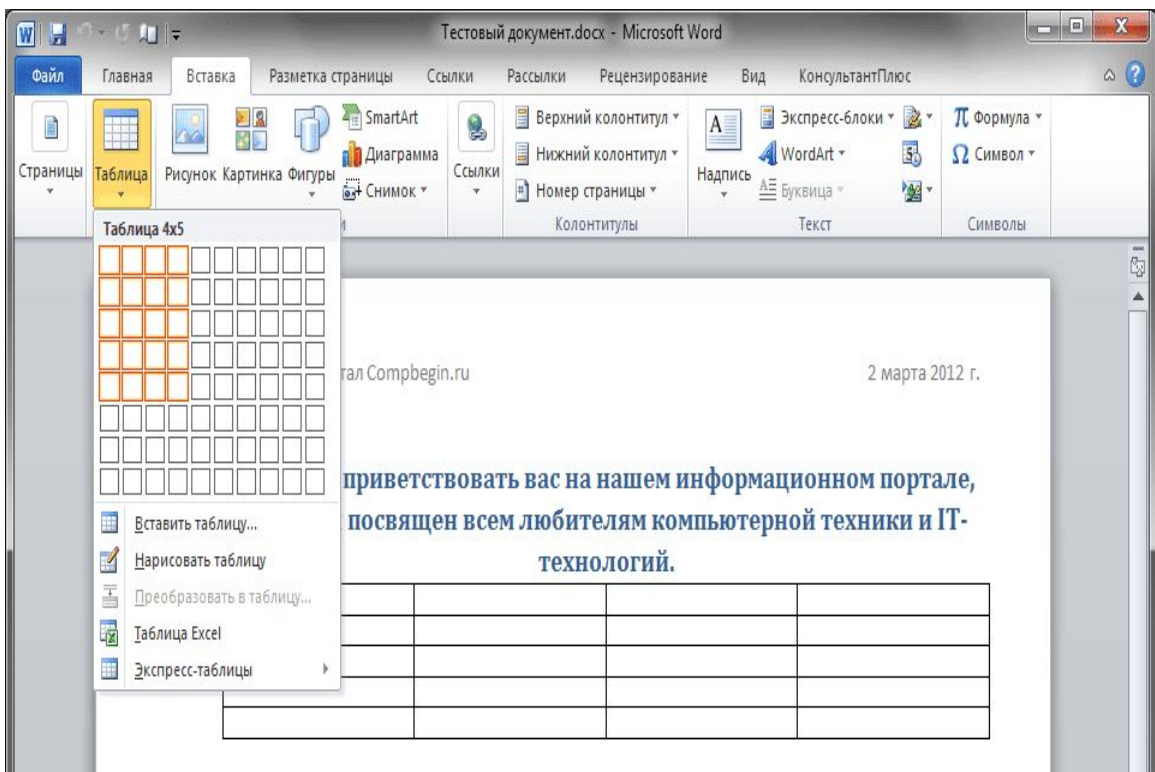 Тестовый документ.docx - Microsoft Word
Файл Главная Вставка Разметка страницы Ссылки Рассылки Рецензирование Вид КонсультантПлюс
Страницы
Таблица
Рисунок Картинка Фигуры
SmartArt
Диаграмма
Снимок
Ссылки
Верхний колонтитул
Нижний колонтитул
Номер страницы
Колонтитулы
Надпись
Экспресс-блоки
WordArt
Буквица
Текст
Формула
Символ
Символы
Таблица 4x5
Вставить таблицу...
Нарисовать таблицу
Преобразовать в таблицу...
Таблица Excel
Экспресс-таблицы
Compbegin.ru 2 марта 2012 г.
приветствовать вас на нашем информационном портале,
посвящен всем любителям компьютерной техники и IT-
технологий.